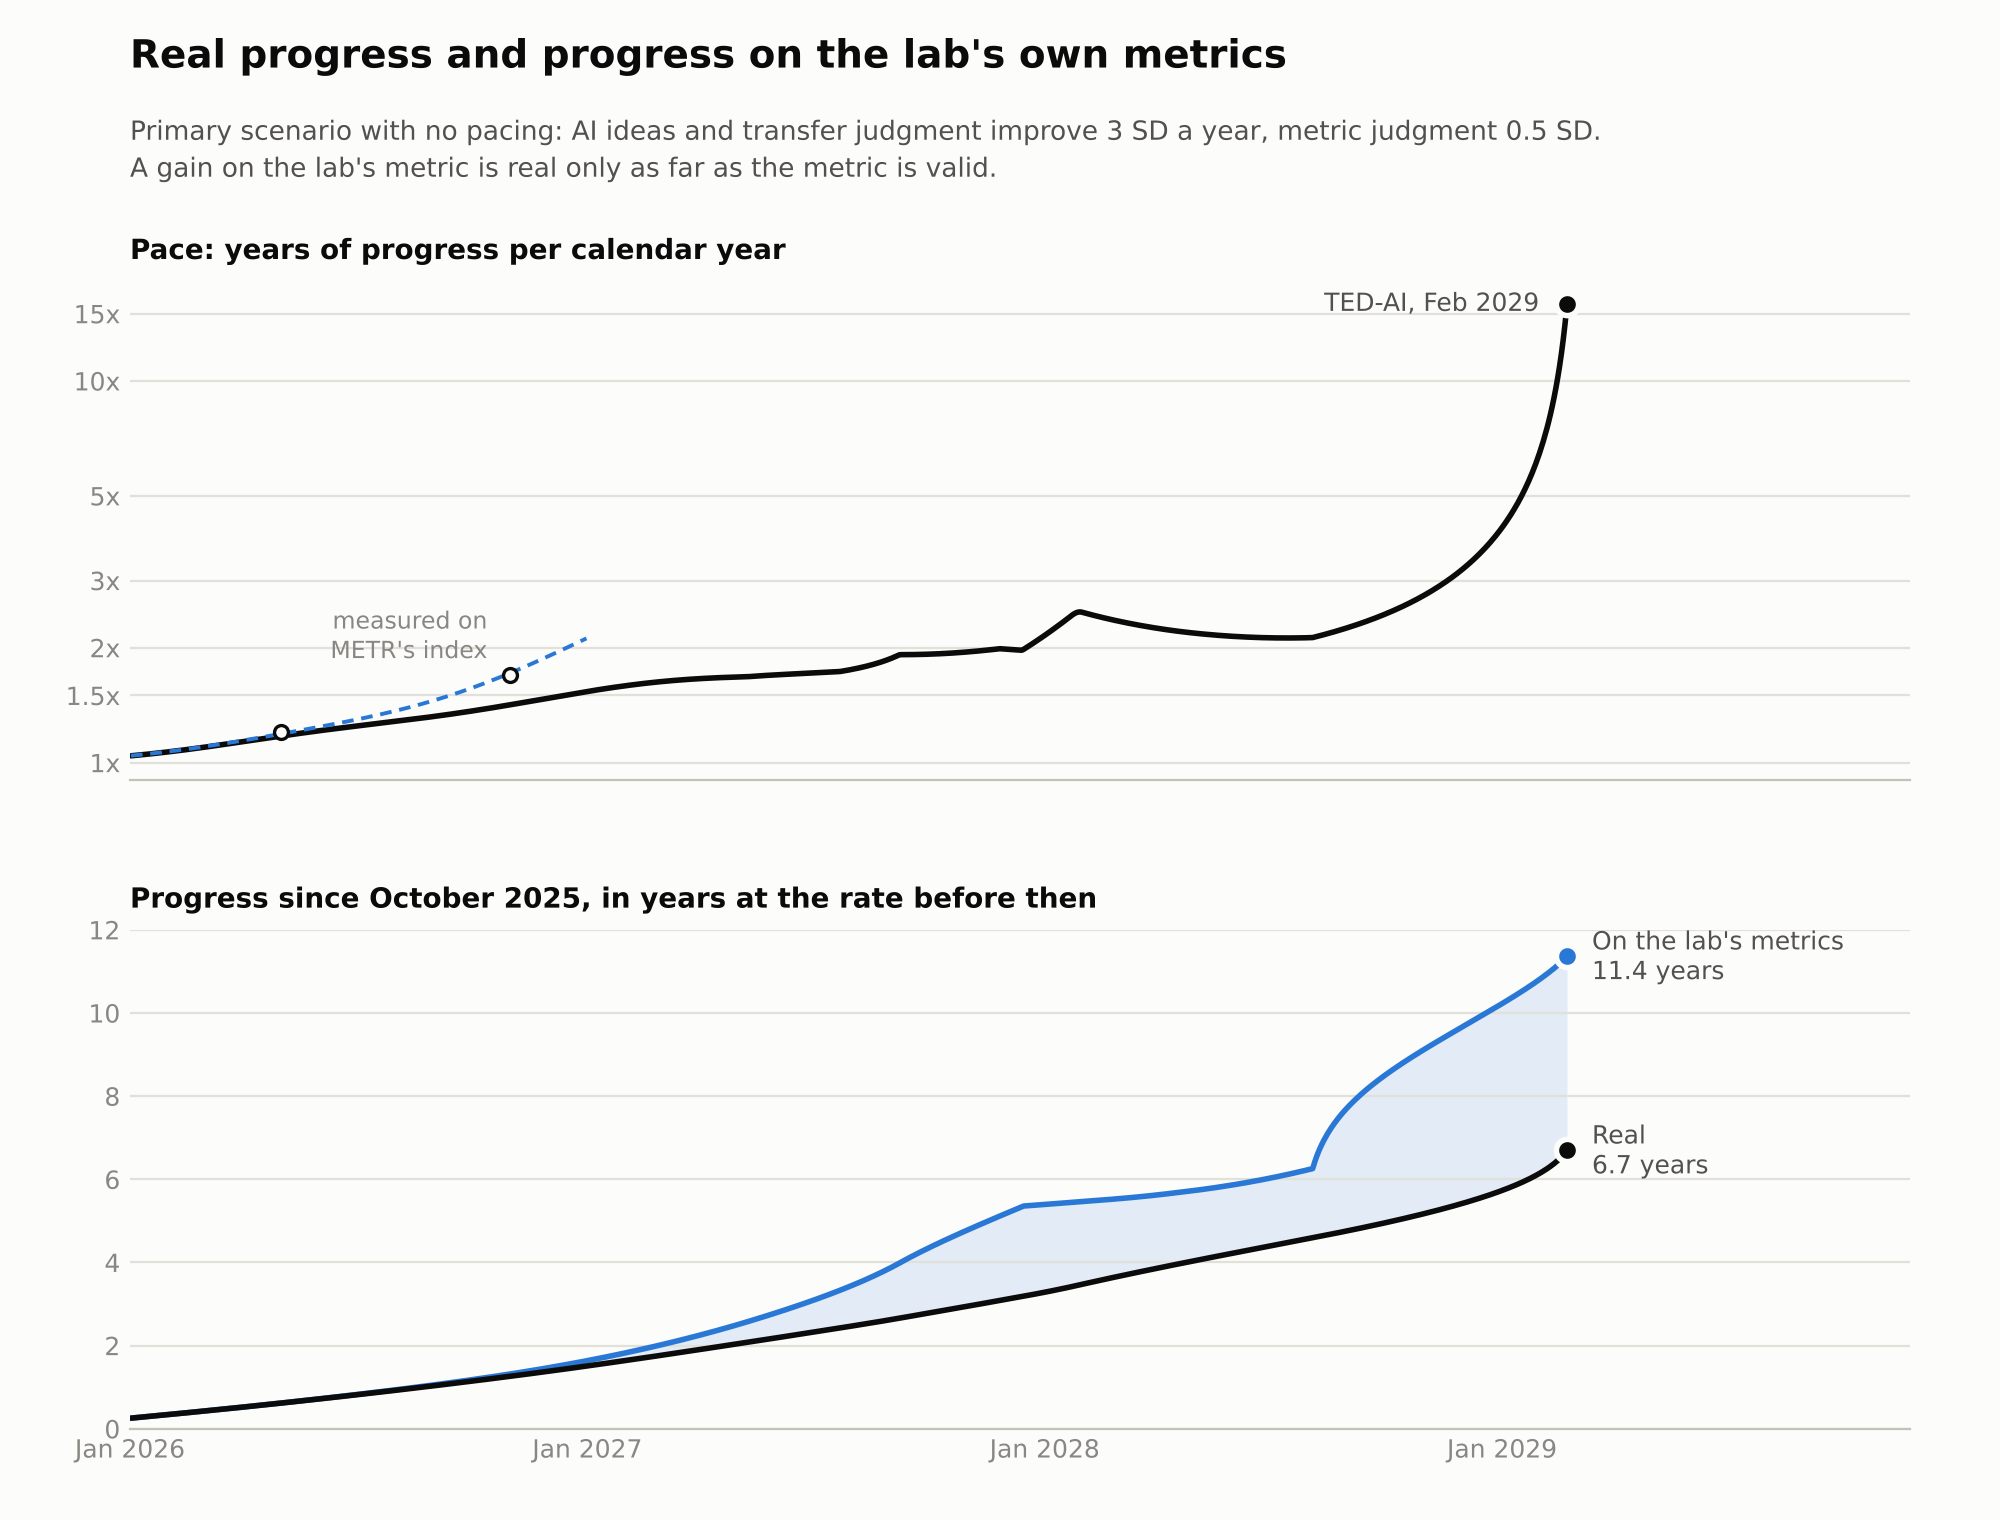 Real progress and progress on the lab's own metrics
Primary scenario with no pacing: AI ideas and transfer judgment improve 3 SD a year, metric judgment 0.5 SD.
A gain on the lab's metric is real only as far as the metric is valid.
Pace: years of progress per calendar year
15x
10x
5x
3x
2x
1.5x
1x
TED-AI, Feb 2029
measured on
METR's index
Progress since October 2025, in years at the rate before then
12
10
8
6
4
2
0
On the lab's metrics
11.4 years
Real
6.7 years
Jan 2026
Jan 2027
Jan 2028
Jan 2029